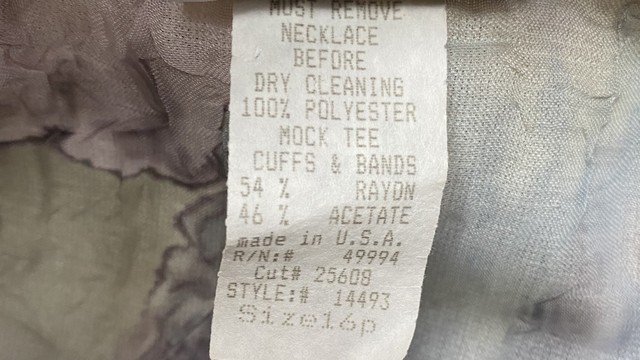 MUST REMOVE
NECKLACE
BEFORE
DRY CLEANING
100% POLYESTER
MOCK TEE
CUFFS & BANDS
54 % RAYON
46 % ACETATE
made in U.S.A.
R/N:# 49994
Cut# 25608
STYLE:# 14493
Size16p